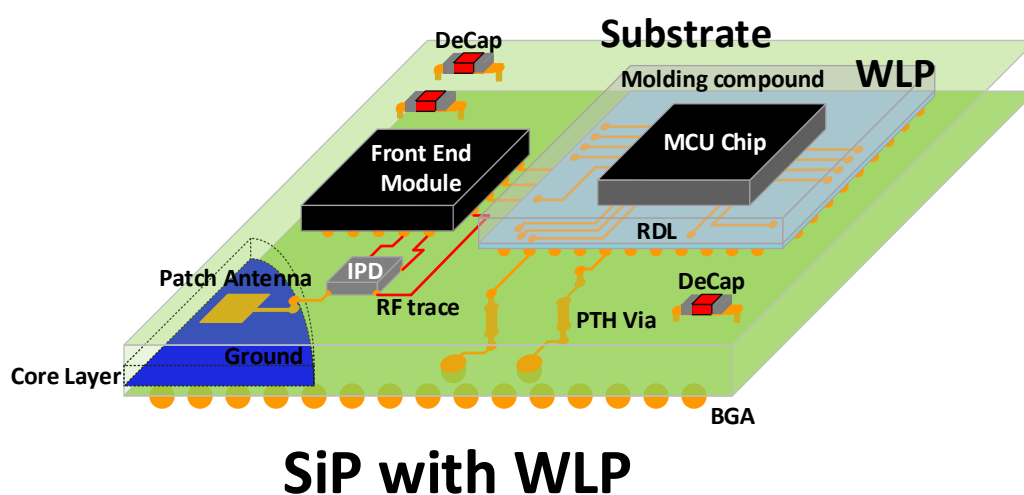 Substrate
DeCap
WLP
Molding compound
MCU Chip
Front End
Module
RDL
IPD
Patch Antenna
DeCap
RF trace
PTH Via
Ground
Core Layer
BGA
SiP with WLP